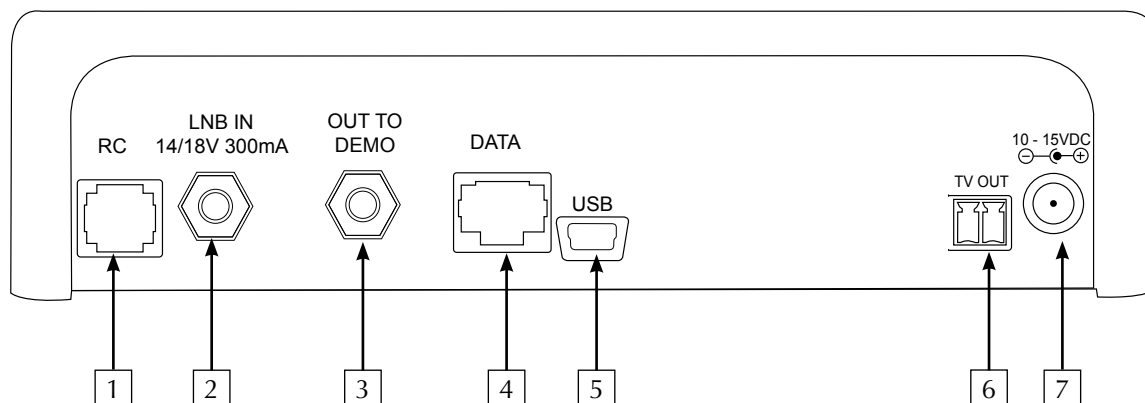 RC
LNB IN
14/18V 300mA
OUT TO
DEMO
DATA
USB
TV OUT
10 - 15VDC
1
2
3
4
5
6
7